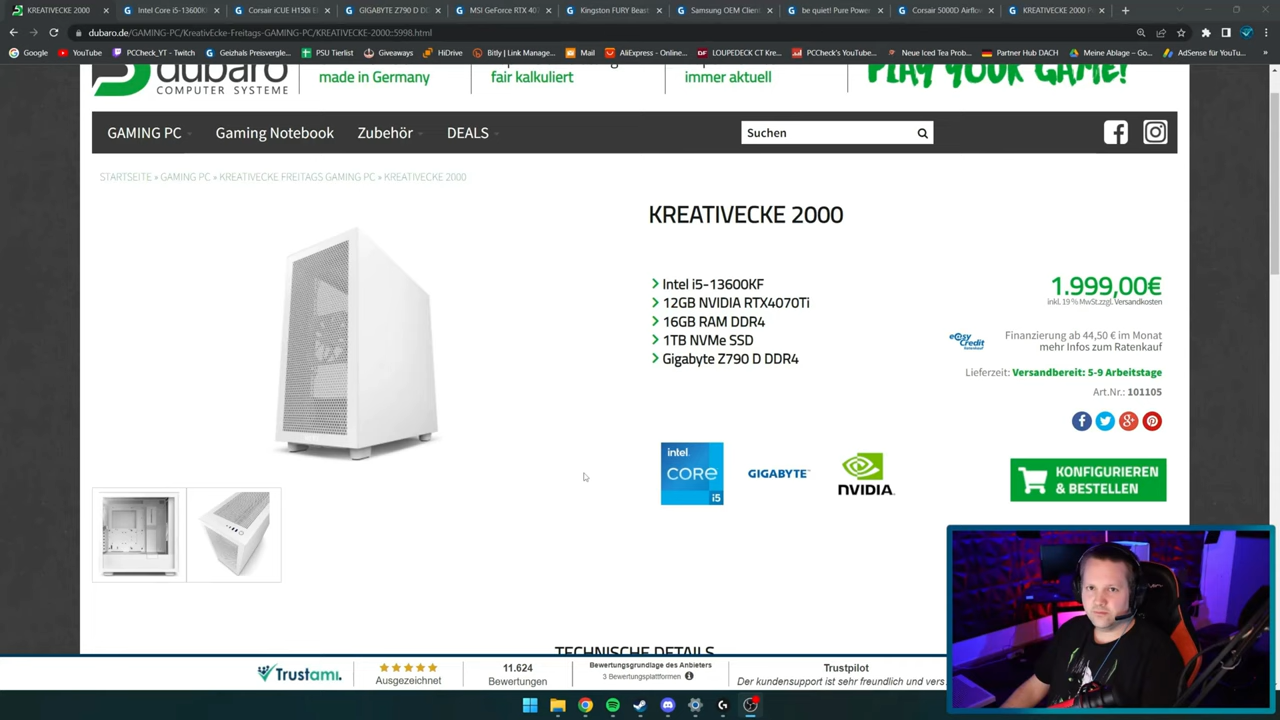 KREATIVECKE 2000
Intel Core i5-13600K
Corsair iCUE H150i E
GIGABYTE Z790 D D
MSI GeForce RTX 407
Kingston FURY Beast
Samsung OEM Client
be quiet! Pure Power
Corsair 5000D Airflow
KREATIVECKE 2000 P
dubaro.de/GAMING-PC/KreativEcke-Freitags-GAMING-PC/KREATIVECKE-2000::5998.html
Google
YouTube
PCCheck_YT - Twitch
Geizhals Preisvergle...
PSU Tierlist
Giveaways
HiDrive
Bitly | Link Manage...
Mail
AliExpress - Online...
LOUPEDECK CT Kre...
PCCheck's YouTube...
Neue Iced Tea Prob...
Partner Hub DACH
Meine Ablage – Go...
AdSense für YouTu...
dubaro
COMPUTER SYSTEME
made in Germany
fair kalkuliert
immer aktuell
PLAY YOUR GAME!
GAMING PC
Gaming Notebook
Zubehör
DEALS
Suchen
STARTSEITE » GAMING PC » KREATIVECKE FREITAGS GAMING PC » KREATIVECKE 2000
KREATIVECKE 2000
Intel i5-13600KF
12GB NVIDIA RTX4070Ti
16GB RAM DDR4
1TB NVMe SSD
Gigabyte Z790 D DDR4
1.999,00€
inkl. 19 % MwSt.zzgl. Versandkosten
easy
Credit
Ratenkauf
Finanzierung ab 44,50 € im Monat
mehr Infos zum Ratenkauf
Lieferzeit: Versandbereit: 5-9 Arbeitstage
Art.Nr.: 101105
intel
CORE
i5
GIGABYTE™
NVIDIA.
KONFIGURIEREN
& BESTELLEN
TECHNISCHE DETAILS
Trustami.
Ausgezeichnet
11.624
Bewertungen
Bewertungsgrundlage des Anbieters
3 Bewertungsplattformen
Trustpilot
Der kundensupport ist sehr freundlich und vers